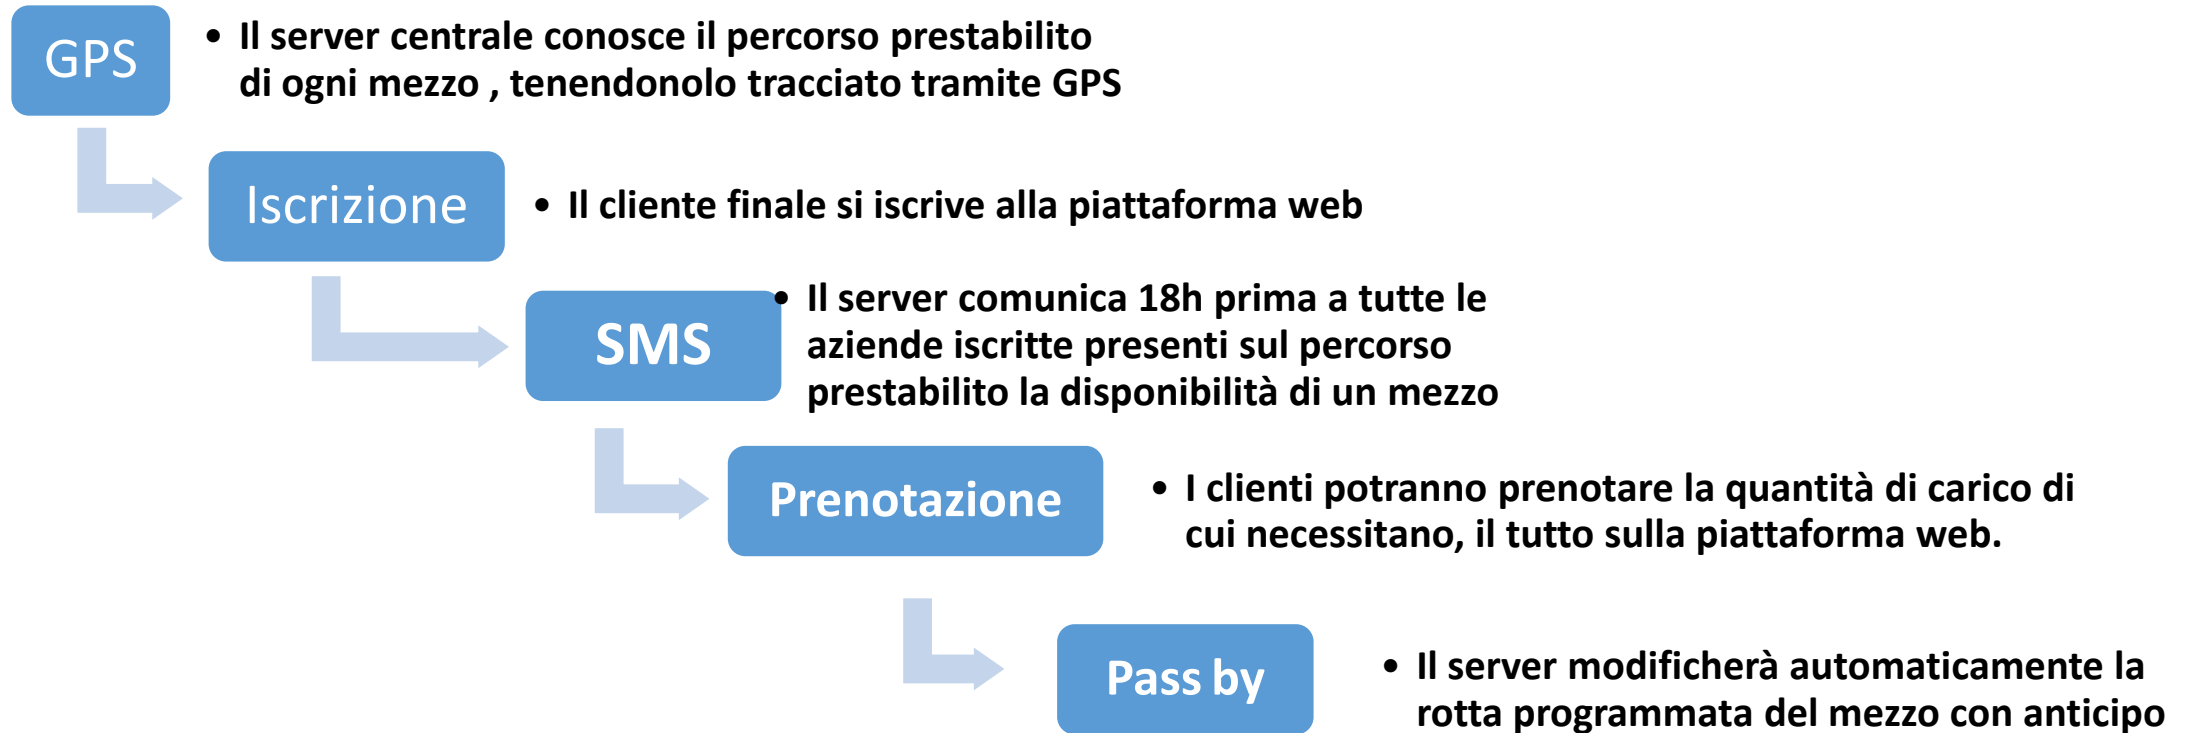 GPS
• Il server centrale conosce il percorso prestabilito
di ogni mezzo , tenendonolo tracciato tramite GPS
Iscrizione
• Il cliente finale si iscrive alla piattaforma web
SMS
• Il server comunica 18h prima a tutte le
aziende iscritte presenti sul percorso
prestabilito la disponibilità di un mezzo
Prenotazione
• I clienti potranno prenotare la quantità di carico di
cui necessitano, il tutto sulla piattaforma web.
Pass by
• Il server modificherà automaticamente la
rotta programmata del mezzo con anticipo